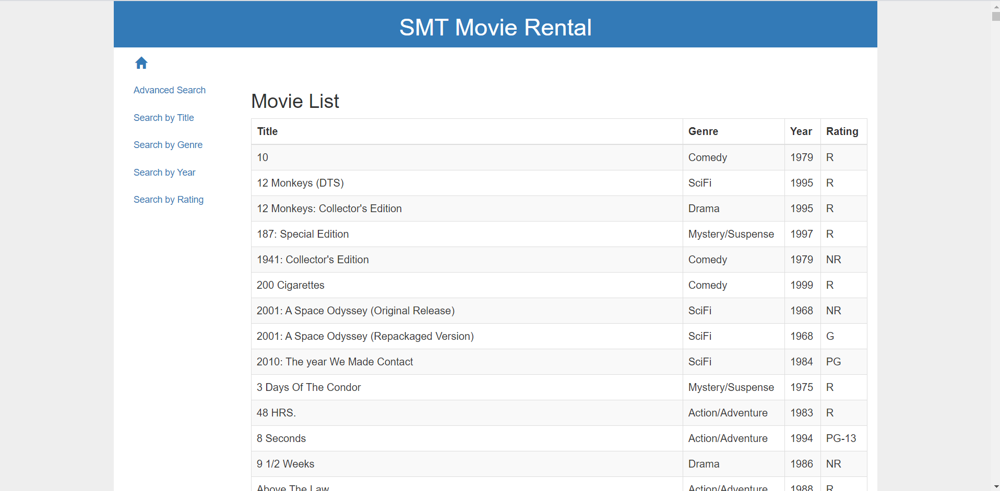 SMT Movie Rental
Advanced Search
Search by Title
Search by Genre
Search by Year
Search by Rating
Movie List
Title Genre Year Rating
10 Comedy 1979 R
12 Monkeys (DTS) SciFi 1995 R
12 Monkeys: Collector's Edition Drama 1995 R
187: Special Edition Mystery/Suspense 1997 R
1941: Collector's Edition Comedy 1979 NR
200 Cigarettes Comedy 1999 R
2001: A Space Odyssey (Original Release) SciFi 1968 NR
2001: A Space Odyssey (Repackaged Version) SciFi 1968 G
2010: The year We Made Contact SciFi 1984 PG
3 Days Of The Condor Mystery/Suspense 1975 R
48 HRS. Action/Adventure 1983 R
8 Seconds Action/Adventure 1994 PG-13
9 1/2 Weeks Drama 1986 NR
Above The Law Action/Adventure 1988 R